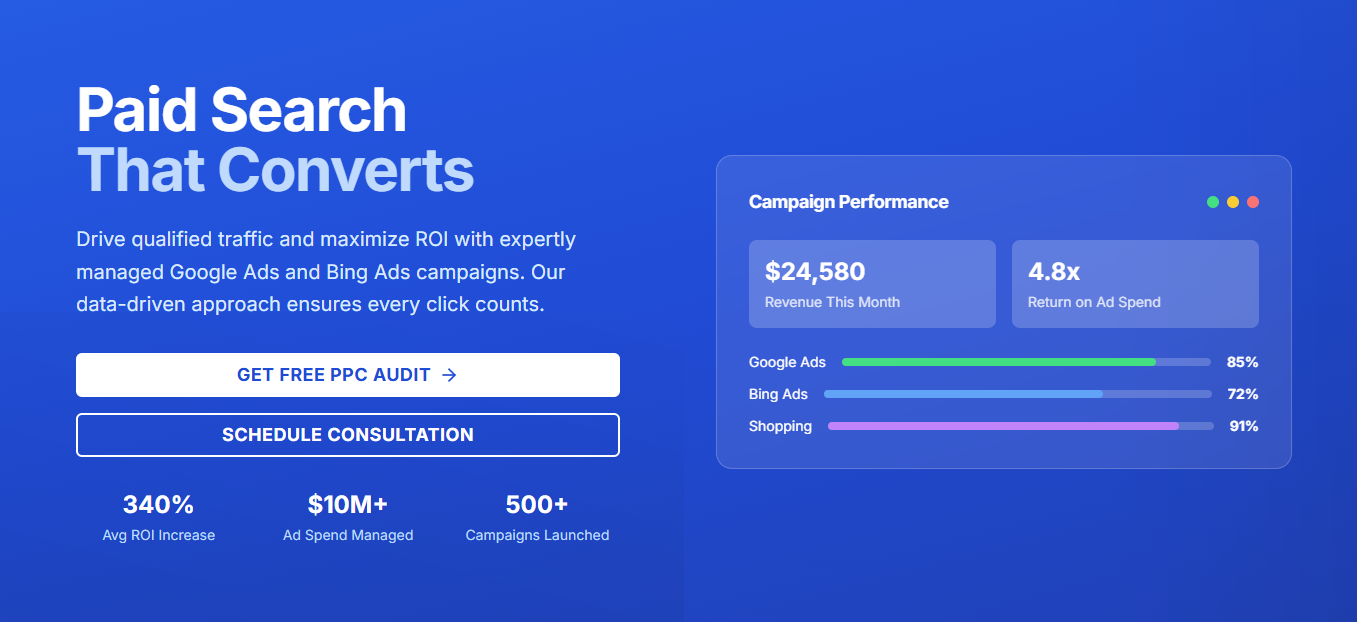 Paid Search
That Converts
Drive qualified traffic and maximize ROI with expertly
managed Google Ads and Bing Ads campaigns. Our
data-driven approach ensures every click counts.
GET FREE PPC AUDIT →
SCHEDULE CONSULTATION
340%
Avg ROI Increase
$10M+
Ad Spend Managed
500+
Campaigns Launched
Campaign Performance
$24,580
Revenue This Month
4.8x
Return on Ad Spend
Google Ads 85%
Bing Ads 72%
Shopping 91%